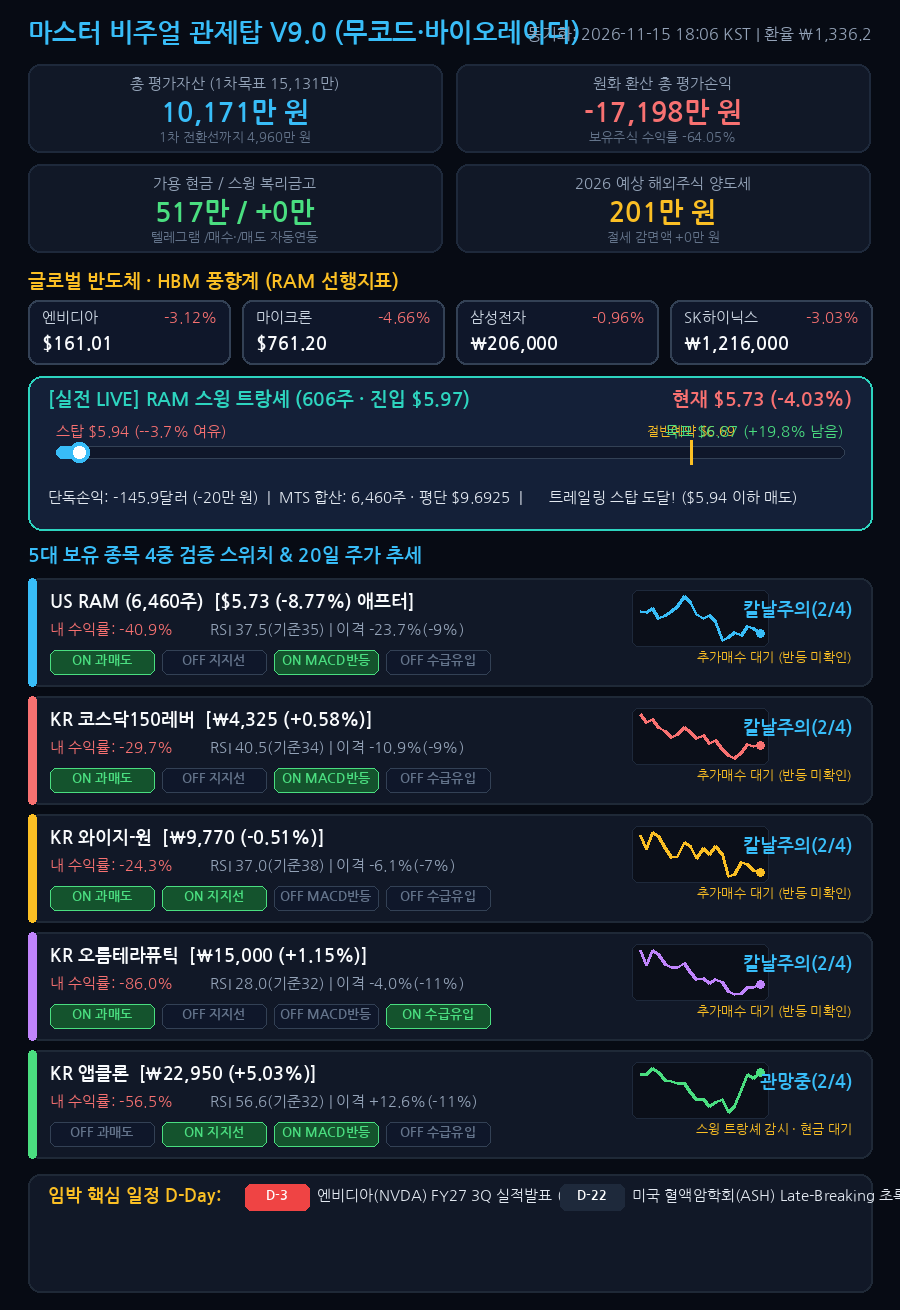 마스터 비주얼 관제탑 V9.0 (무코드·바이오레이더)
2026-11-15 18:06 KST | 환율 ₩1,336.2
총 평가자산 (1차목표 15,131만)
10,171만 원
1차 전환선까지 4,960만 원
원화 환산 총 평가손익
-17,198만 원
보유주식 수익률 -64.05%
가용 현금 / 스윙 복리금고
517만 / +0만
텔레그램 /매수·/매도 자동연동
2026 예상 해외주식 양도세
201만 원
절세 감면액 +0만 원
글로벌 반도체 · HBM 풍향계 (RAM 선행지표)
엔비디아 -3.12%
$161.01
마이크론 -4.66%
$761.20
삼성전자 -0.96%
₩206,000
SK하이닉스 -3.03%
₩1,216,000
[실전 LIVE] RAM 스윙 트랑셰 (606주 · 진입 $5.97) 현재 $5.73 (-4.03%)
스탑 $5.94 (--3.7% 여유) (+19.8% 남음)
단독손익: -145.9달러 (-20만 원) | MTS 합산: 6,460주 · 평단 $9.6925 | 트레일링 스탑 도달! ($5.94 이하 매도)
5대 보유 종목 4중 검증 스위치 & 20일 주가 추세
US RAM (6,460주) [$5.73 (-8.77%) 애프터]
칼날주의(2/4)
내 수익률: -40.9% RSI 37.5(기준35) | 이격 -23.7%(-9%)
추가매수 대기 (반등 미확인)
ON 과매도 OFF 지지선 ON MACD반등 OFF 수급유입
KR 코스닥150레버 [₩4,325 (+0.58%)]
칼날주의(2/4)
내 수익률: -29.7% RSI 40.5(기준34) | 이격 -10.9%(-9%)
추가매수 대기 (반등 미확인)
ON 과매도 OFF 지지선 ON MACD반등 OFF 수급유입
KR 와이지-원 [₩9,770 (-0.51%)]
칼날주의(2/4)
내 수익률: -24.3% RSI 37.0(기준38) | 이격 -6.1%(-7%)
추가매수 대기 (반등 미확인)
ON 과매도 ON 지지선 OFF MACD반등 OFF 수급유입
KR 오름테라퓨틱 [₩15,000 (+1.15%)]
칼날주의(2/4)
내 수익률: -86.0% RSI 28.0(기준32) | 이격 -4.0%(-11%)
추가매수 대기 (반등 미확인)
ON 과매도 OFF 지지선 OFF MACD반등 ON 수급유입
KR 앱클론 [₩22,950 (+5.03%)]
관망중(2/4)
내 수익률: -56.5% RSI 56.6(기준32) | 이격 +12.6%(-11%)
스윙 트랑셰 감시 · 현금 대기
OFF 과매도 ON 지지선 ON MACD반등 OFF 수급유입
임박 핵심 일정 D-Day: D-3 엔비디아(NVDA) FY27 3Q 실적발표 ( D-22 미국 혈액암학회(ASH) Late-Breaking